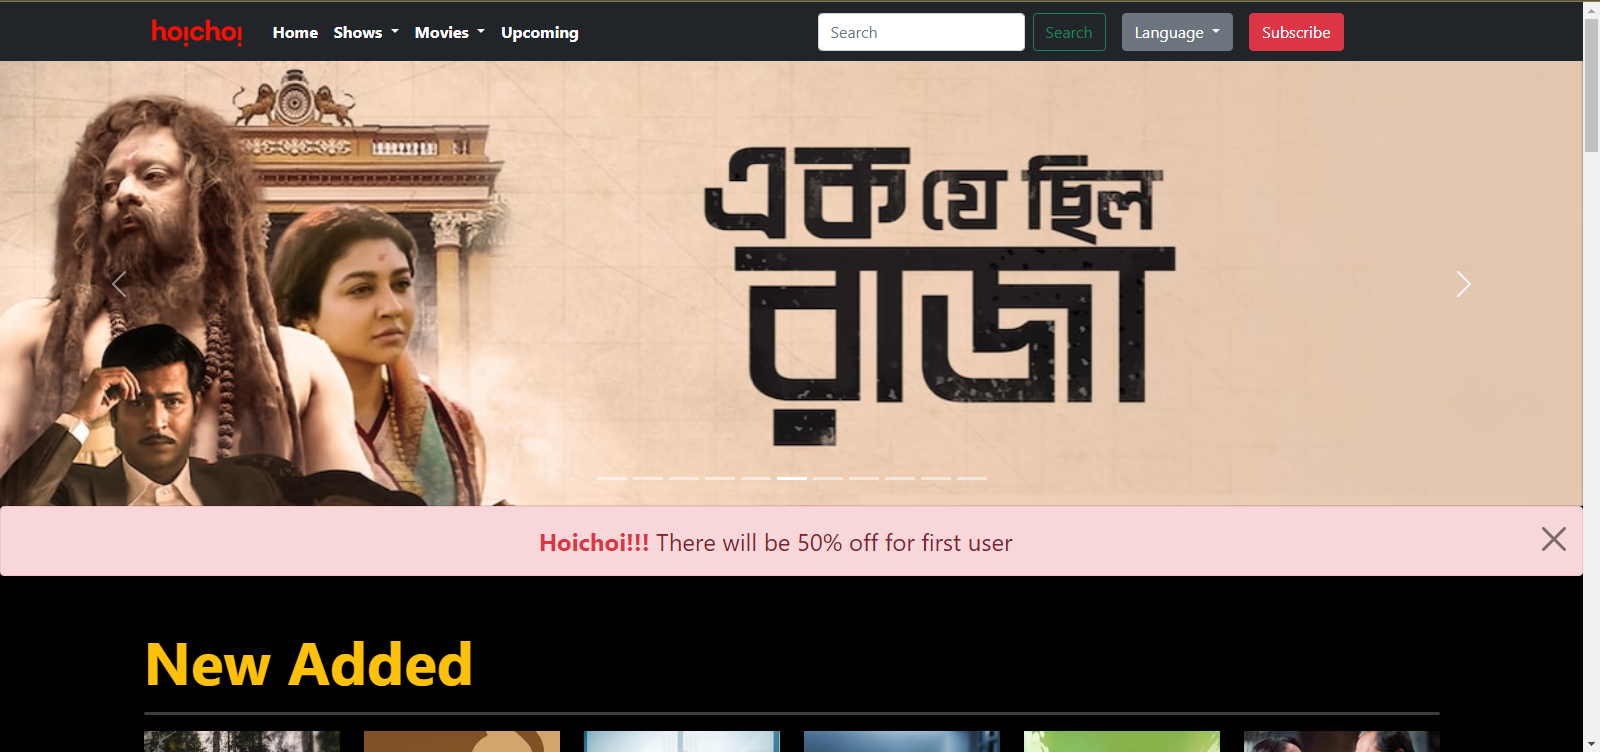 hoichoi Home Shows Movies Upcoming Search Search Language Subscribe
এক যে ছিল
রাজা
Hoichoi!!! There will be 50% off for first user
New Added